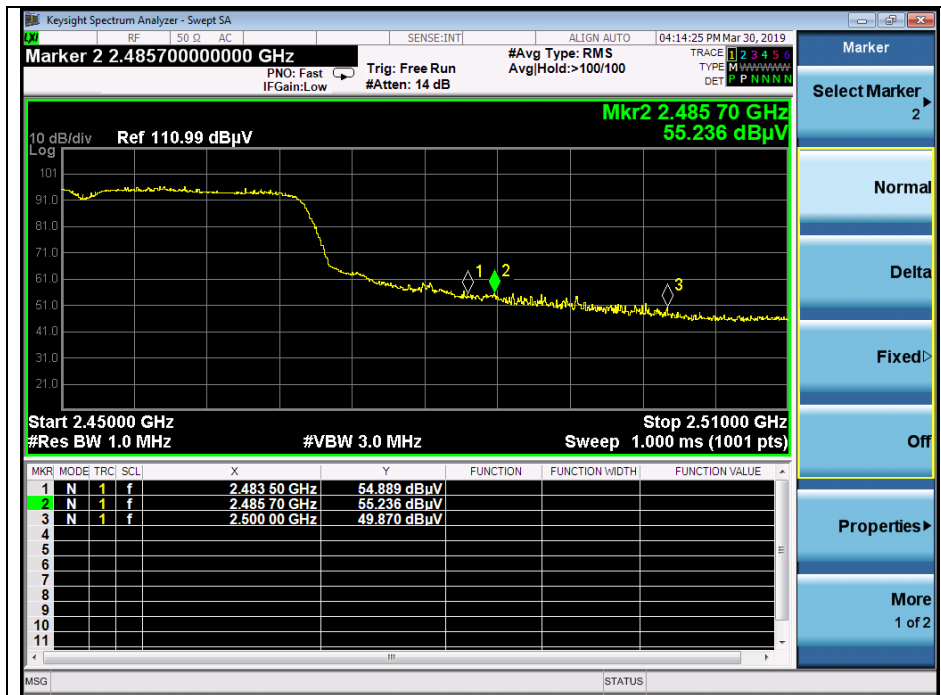 Keysight Spectrum Analyzer - Swept SA
LXI RF 50 Ω AC SENSE:INT ALIGN AUTO 04:14:25 PM Mar 30, 2019
Marker 2 2.485700000000 GHz
PNO: Fast
IFGain:Low
Trig: Free Run
#Atten: 14 dB
#Avg Type: RMS
Avg|Hold:>100/100
TRACE 1 2 3 4 5 6
TYPE M W W W W W
DET P P N N N N
Mkr2 2.485 70 GHz
55.236 dBµV
10 dB/div Ref 110.99 dBµV
Log
101
91.0
81.0
71.0
61.0
51.0
41.0
31.0
21.0
1
2
3
Start 2.45000 GHz Stop 2.51000 GHz
#Res BW 1.0 MHz #VBW 3.0 MHz Sweep 1.000 ms (1001 pts)
MKR MODE TRC SCL X Y FUNCTION FUNCTION WIDTH FUNCTION VALUE
1 N 1 f 2.483 50 GHz 54.889 dBµV
2 N 1 f 2.485 70 GHz 55.236 dBµV
3 N 1 f 2.500 00 GHz 49.870 dBµV
4
5
6
7
8
9
10
11
MSG STATUS
Marker
Select Marker
2
Normal
Delta
Fixed
Off
Properties
More
1 of 2